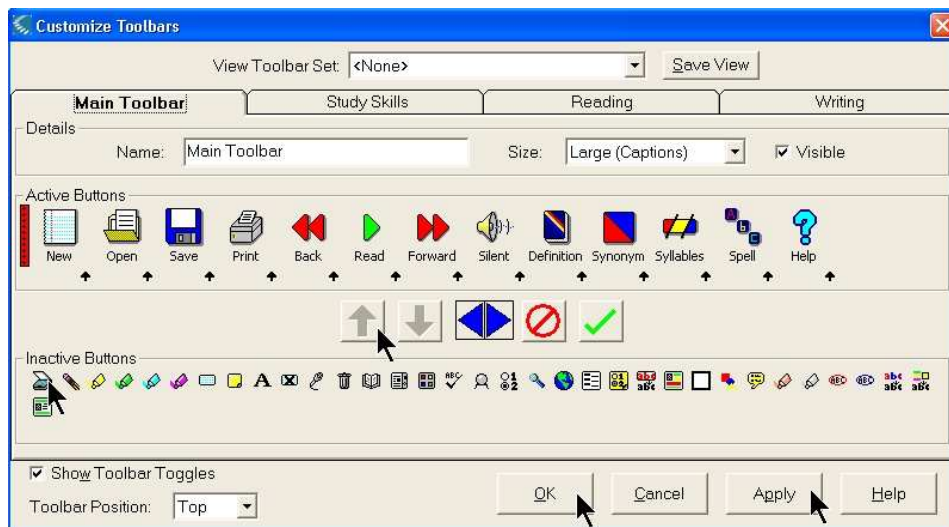 Customize Toolbars
View Toolbar Set: <None> Save View
Main Toolbar Study Skills Reading Writing
Details
Name: Main Toolbar Size: Large (Captions) Visible
Active Buttons
New Open Save Print Back Read Forward Silent Definition Synonym Syllables Spell Help
Inactive Buttons
Show Toolbar Toggles
Toolbar Position: Top
OK Cancel Apply Help